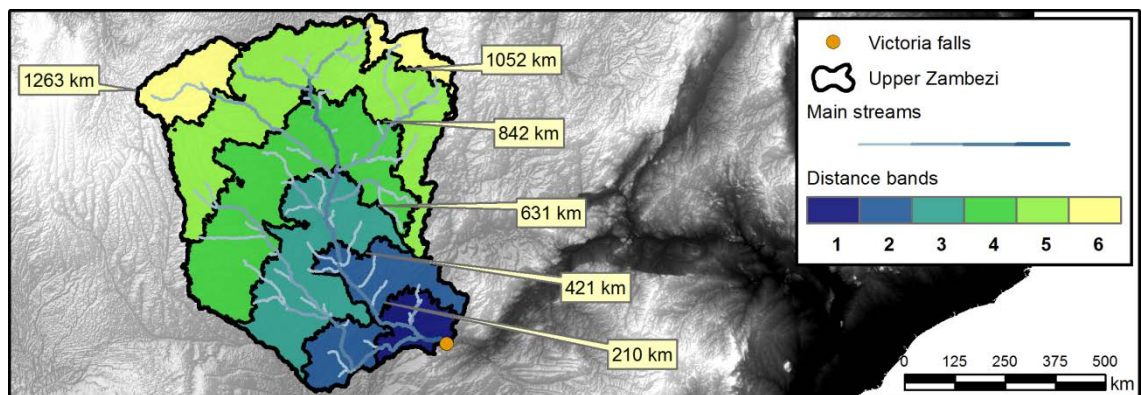 1263 km
1052 km
842 km
631 km
421 km
210 km
Victoria falls
Upper Zambezi
Main streams
Distance bands
1 2 3 4 5 6
0 125 250 375 500
km